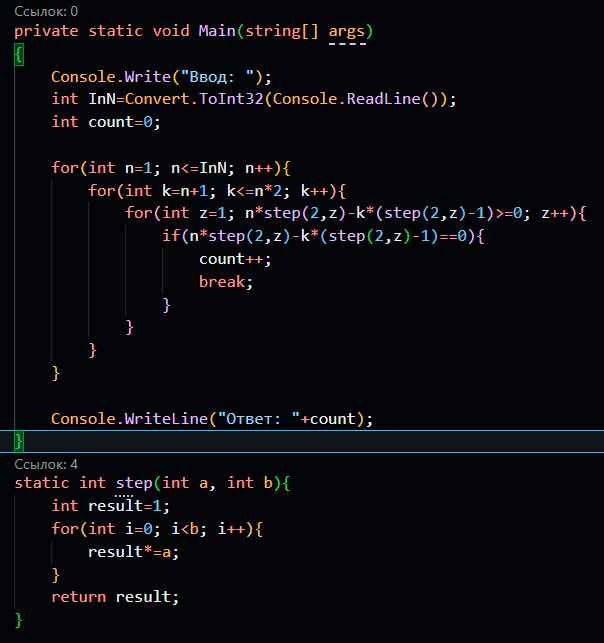 Ссылок: 0
private static void Main(string[] args)
{
    Console.Write("Ввод: ");
    int InN=Convert.ToInt32(Console.ReadLine());
    int count=0;

    for(int n=1; n<=InN; n++){
        for(int k=n+1; k<=n*2; k++){
            for(int z=1; n*step(2,z)-k*(step(2,z)-1)>=0; z++){
                if(n*step(2,z)-k*(step(2,z)-1)==0){
                    count++;
                    break;
                }
            }
        }
    }

    Console.WriteLine("Ответ: "+count);
}
Ссылок: 4
static int step(int a, int b){
    int result=1;
    for(int i=0; i<b; i++){
        result*=a;
    }
    return result;
}